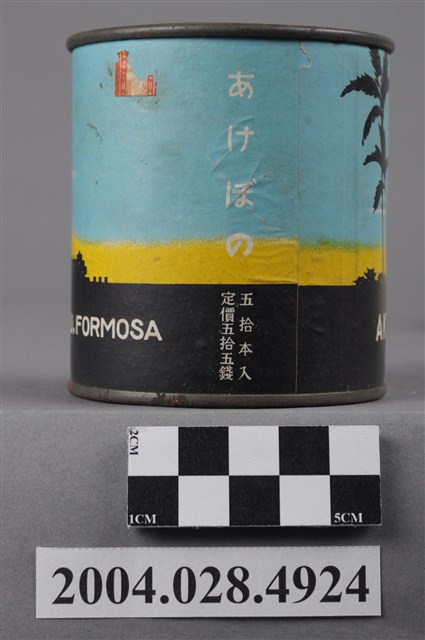 あけぼの
五拾本入
定價五拾五錢
FORMOSA
A
2CM
1CM
5CM
2004.028.4924